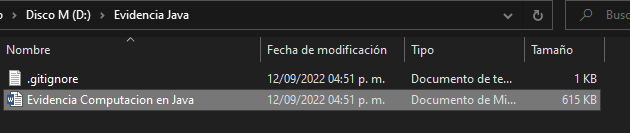 Disco M (D:) > Evidencia Java
Busc
Nombre Fecha de modificación Tipo Tamaño
.gitignore 12/09/2022 04:51 p. m. Documento de te... 1 KB
Evidencia Computacion en Java 12/09/2022 04:51 p. m. Documento de Mi... 615 KB